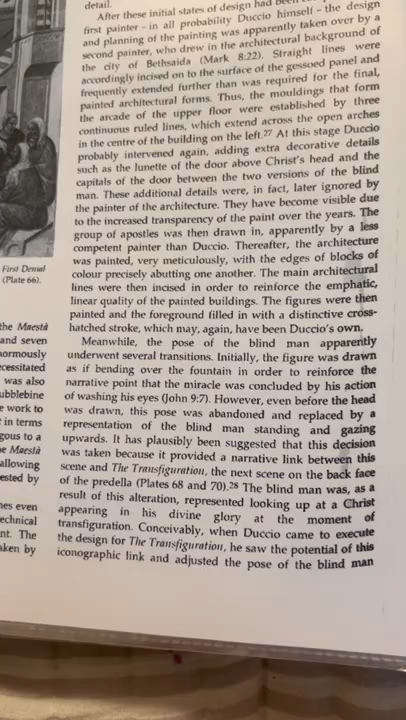 detail.
After these initial states of design had been
first painter – in all probability Duccio himself – the design
and planning of the painting was apparently taken over by a
second painter, who drew in the architectural background of
the city of Bethsaida (Mark 8:22). Straight lines were
accordingly incised on to the surface of the gessoed panel and
frequently extended further than was required for the final,
painted architectural forms. Thus, the mouldings that form
the arcade of the upper floor were established by three
continuous ruled lines, which extend across the open arches
in the centre of the building on the left.²⁷ At this stage Duccio
probably intervened again, adding extra decorative details
such as the lunette of the door above Christ's head and the
capitals of the door between the two versions of the blind
man. These additional details were, in fact, later ignored by
the painter of the architecture. They have become visible due
to the increased transparency of the paint over the years. The
group of apostles was then drawn in, apparently by a less
competent painter than Duccio. Thereafter, the architecture
was painted, very meticulously, with the edges of blocks of
colour precisely abutting one another. The main architectural
lines were then incised in order to reinforce the emphatic,
linear quality of the painted buildings. The figures were then
painted and the foreground filled in with a distinctive cross-
hatched stroke, which may, again, have been Duccio's own.
Meanwhile, the pose of the blind man apparently
underwent several transitions. Initially, the figure was drawn
as if bending over the fountain in order to reinforce the
narrative point that the miracle was concluded by his action
of washing his eyes (John 9:7). However, even before the head
was drawn, this pose was abandoned and replaced by a
representation of the blind man standing and gazing
upwards. It has plausibly been suggested that this decision
was taken because it provided a narrative link between this
scene and The Transfiguration, the next scene on the back face
of the predella (Plates 68 and 70).²⁸ The blind man was, as a
result of this alteration, represented looking up at a Christ
appearing in his divine glory at the moment of
transfiguration. Conceivably, when Duccio came to execute
the design for The Transfiguration, he saw the potential of this
iconographic link and adjusted the pose of the blind man
First Denial
(Plate 66).
the Maestà
and seven
normously
cessitated
was also
ubblebine
e work to
in terms
gous to a
e Maestà
allowing
ested by
nes even
echnical
nt. The
aken by